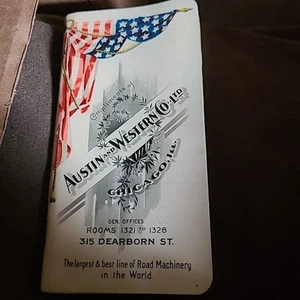 Compliments of
AUSTIN AND WESTERN CO. LTD.
CHICAGO, ILL.
GEN. OFFICES
ROOMS 1321 TO 1328
315 DEARBORN ST.
The largest & best line of Road Machinery
in the World.